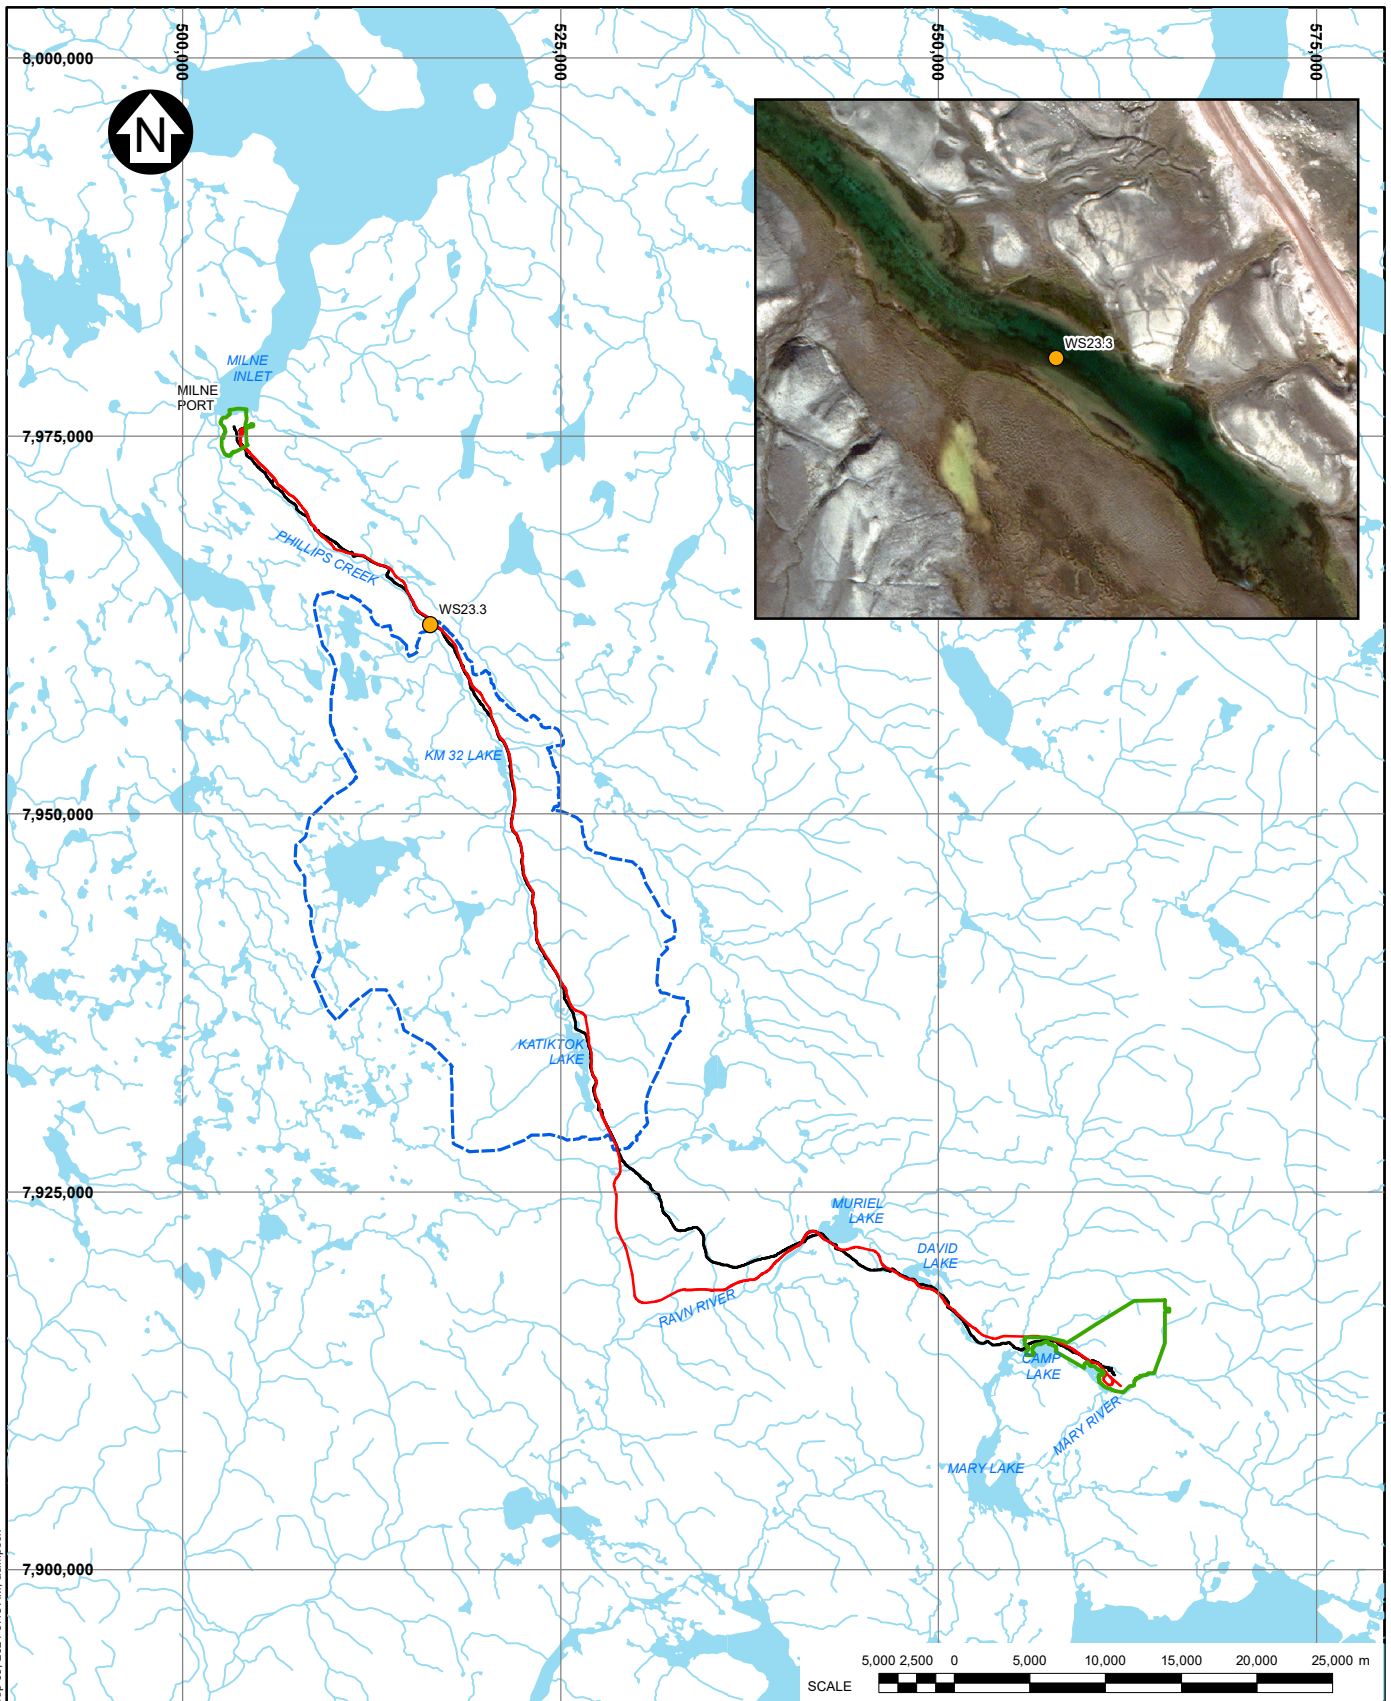 500,000
525,000
550,000
575,000
8,000,000
N
WS23.3
MILNE
INLET
MILNE
PORT
7,975,000
PHILLIPS CREEK
WS23.3
KM 32 LAKE
7,950,000
KATIKTOK
LAKE
7,925,000
MURIEL
LAKE
DAVID
LAKE
RAVN RIVER
CAMP
LAKE
MARY RIVER
MARY LAKE
7,900,000
SCALE
5,000 2,500 0 5,000 10,000 15,000 20,000 25,000 m